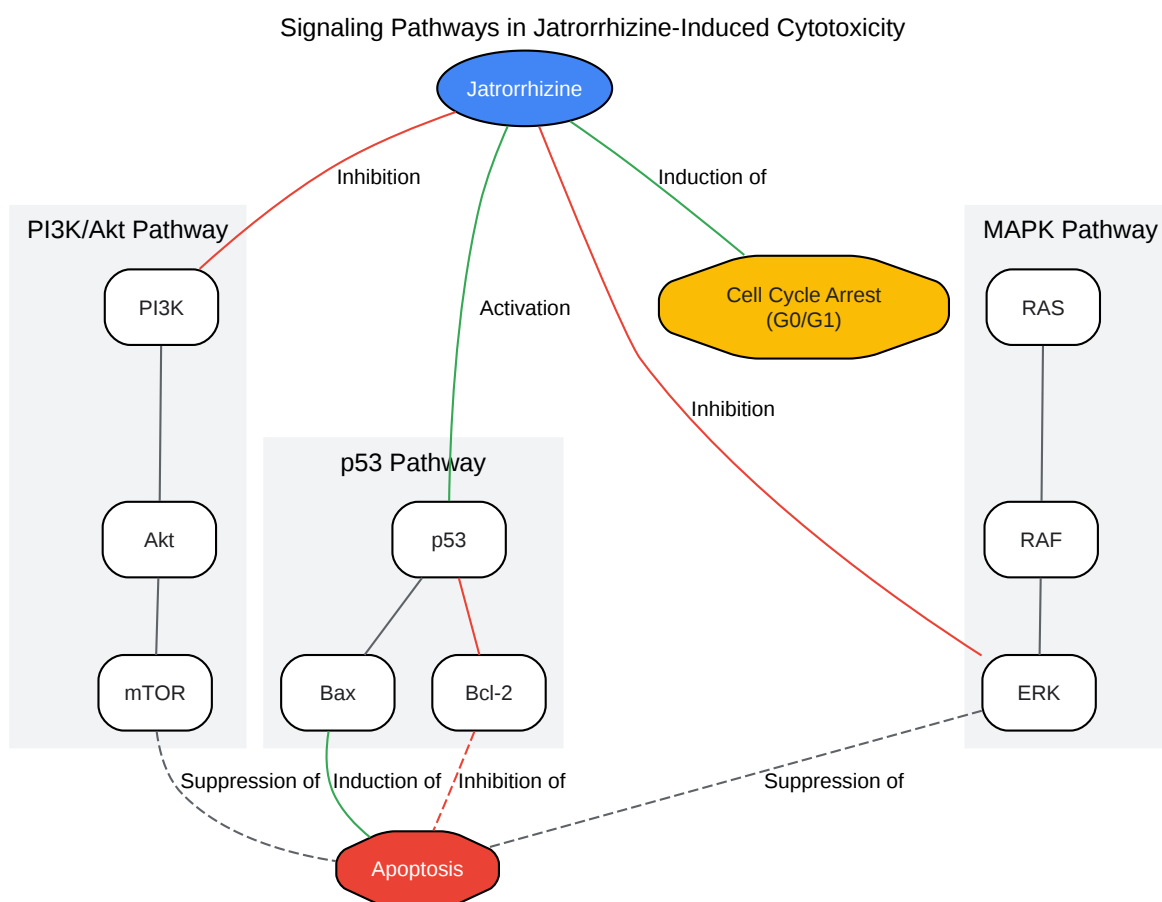 Signaling Pathways in Jatrorrhizine-Induced Cytotoxicity
Jatrorrhizine
Inhibition
Induction of
PI3K/Akt Pathway
MAPK Pathway
PI3K
Activation
Cell Cycle Arrest
(G0/G1)
RAS
Inhibition
p53 Pathway
Akt
p53
RAF
mTOR
Bax
Bcl-2
ERK
Suppression of
Induction of
Inhibition of
Suppression of
Apoptosis